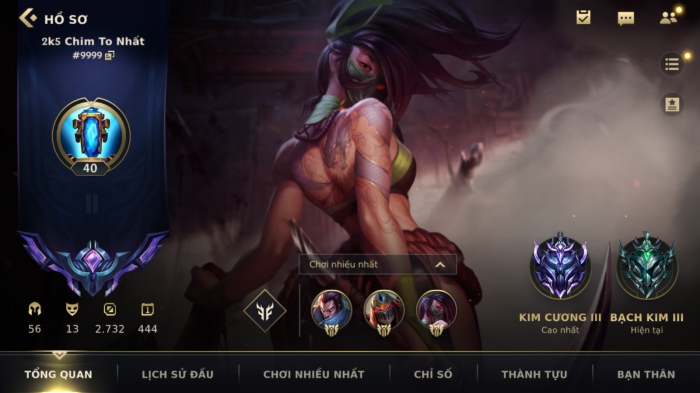 HỒ SƠ
2k5 Chim To Nhất
#9999
40
56 13 2.732 444
Chơi nhiều nhất
KIM CƯƠNG III
Cao nhất
BẠCH KIM III
Hiện tại
TỔNG QUAN
LỊCH SỬ ĐẤU
CHƠI NHIỀU NHẤT
CHỈ SỐ
THÀNH TỰU
BẠN THÂN